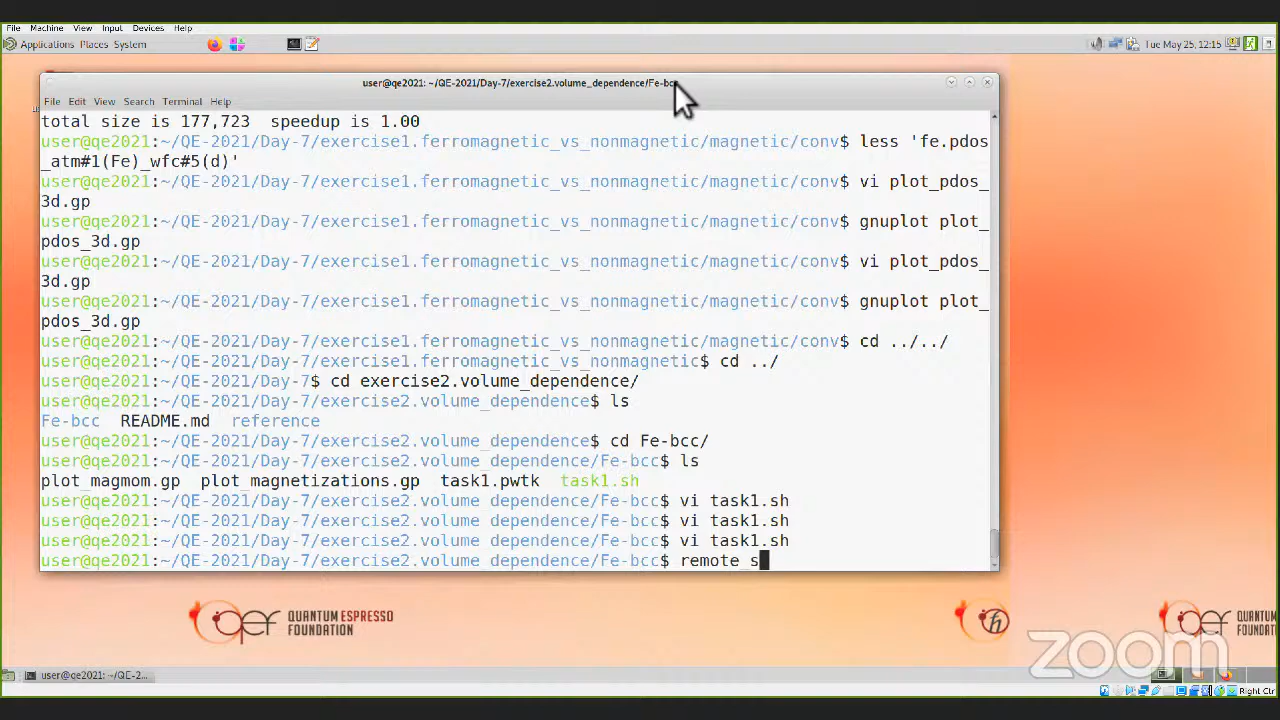 File Machine View Input Devices Help
Applications Places System
Tue May 25, 12:15
user@qe2021: ~/QE-2021/Day-7/exercise2.volume_dependence/Fe-bcc
File Edit View Search Terminal Help
total size is 177,723  speedup is 1.00
user@qe2021:~/QE-2021/Day-7/exercise1.ferromagnetic_vs_nonmagnetic/magnetic/conv$ less 'fe.pdos
_atm#1(Fe)_wfc#5(d)'
user@qe2021:~/QE-2021/Day-7/exercise1.ferromagnetic_vs_nonmagnetic/magnetic/conv$ vi plot_pdos_
3d.gp
user@qe2021:~/QE-2021/Day-7/exercise1.ferromagnetic_vs_nonmagnetic/magnetic/conv$ gnuplot plot_
pdos_3d.gp
user@qe2021:~/QE-2021/Day-7/exercise1.ferromagnetic_vs_nonmagnetic/magnetic/conv$ vi plot_pdos_
3d.gp
user@qe2021:~/QE-2021/Day-7/exercise1.ferromagnetic_vs_nonmagnetic/magnetic/conv$ gnuplot plot_
pdos_3d.gp
user@qe2021:~/QE-2021/Day-7/exercise1.ferromagnetic_vs_nonmagnetic/magnetic/conv$ cd ../../
user@qe2021:~/QE-2021/Day-7/exercise1.ferromagnetic_vs_nonmagnetic$ cd ../
user@qe2021:~/QE-2021/Day-7$ cd exercise2.volume_dependence/
user@qe2021:~/QE-2021/Day-7/exercise2.volume_dependence$ ls
Fe-bcc  README.md  reference
user@qe2021:~/QE-2021/Day-7/exercise2.volume_dependence$ cd Fe-bcc/
user@qe2021:~/QE-2021/Day-7/exercise2.volume_dependence/Fe-bcc$ ls
plot_magmom.gp  plot_magnetizations.gp  task1.pwtk  task1.sh
user@qe2021:~/QE-2021/Day-7/exercise2.volume_dependence/Fe-bcc$ vi task1.sh
user@qe2021:~/QE-2021/Day-7/exercise2.volume_dependence/Fe-bcc$ vi task1.sh
user@qe2021:~/QE-2021/Day-7/exercise2.volume_dependence/Fe-bcc$ vi task1.sh
user@qe2021:~/QE-2021/Day-7/exercise2.volume_dependence/Fe-bcc$ remote_s
QEF QUANTUM ESPRESSO
FOUNDATION
ℏ
QEF QUANTUM
FOUNDAT
zoom
user@qe2021: ~/QE-2...
Right Ctrl